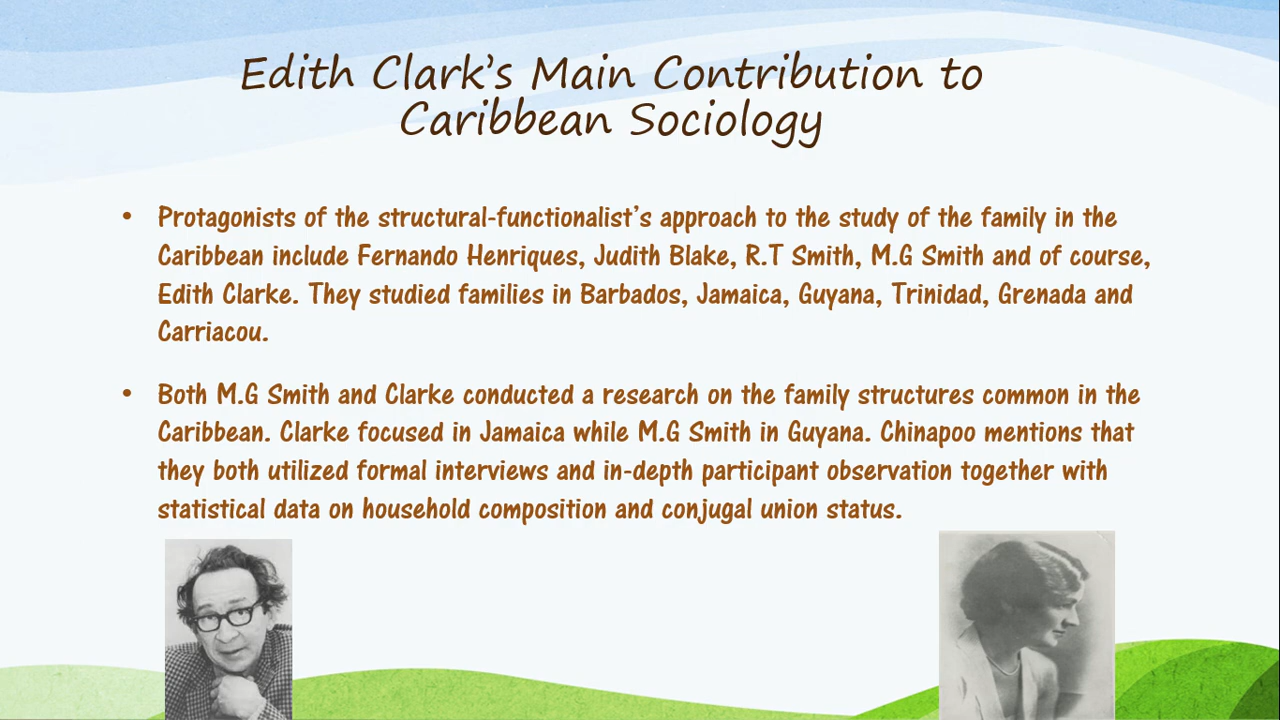 Edith Clark's Main Contribution to
Caribbean Sociology
• Protagonists of the structural-functionalist's approach to the study of the family in the
Caribbean include Fernando Henriques, Judith Blake, R.T Smith, M.G Smith and of course,
Edith Clarke. They studied families in Barbados, Jamaica, Guyana, Trinidad, Grenada and
Carriacou.
• Both M.G Smith and Clarke conducted a research on the family structures common in the
Caribbean. Clarke focused in Jamaica while M.G Smith in Guyana. Chinapoo mentions that
they both utilized formal interviews and in-depth participant observation together with
statistical data on household composition and conjugal union status.